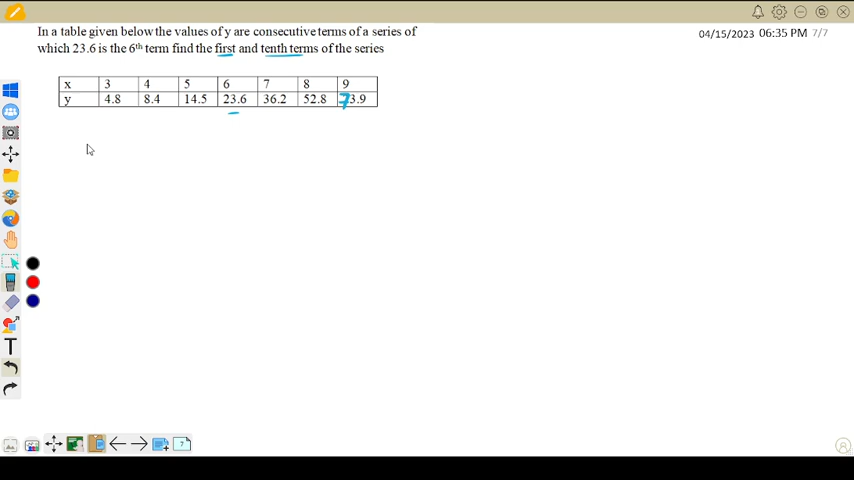 In a table given below the values of y are consecutive terms of a series of
04/15/2023 06:35 PM 7/7
which 23.6 is the 6th term find the first and tenth terms of the series
x 3 4 5 6 7 8 9
y 4.8 8.4 14.5 23.6 36.2 52.8 73.9
T
7